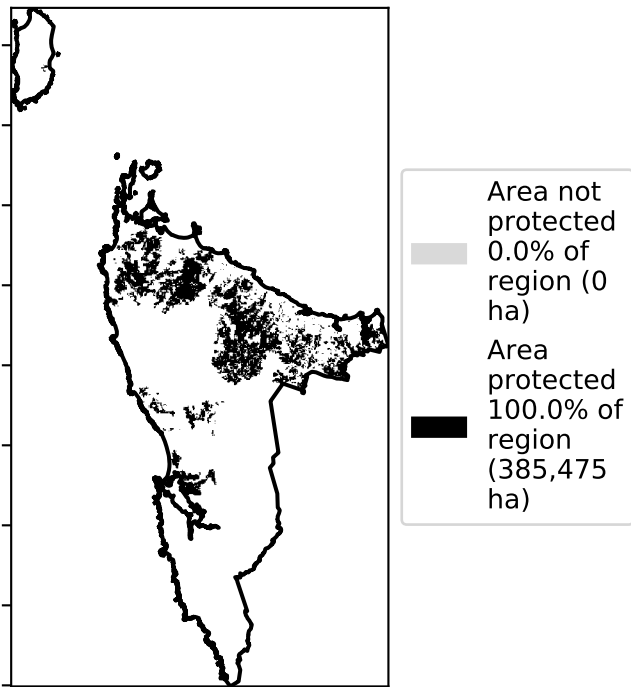 Area not
protected
0.0% of
region (0
ha)
Area
protected
100.0% of
region
(385,475
ha)